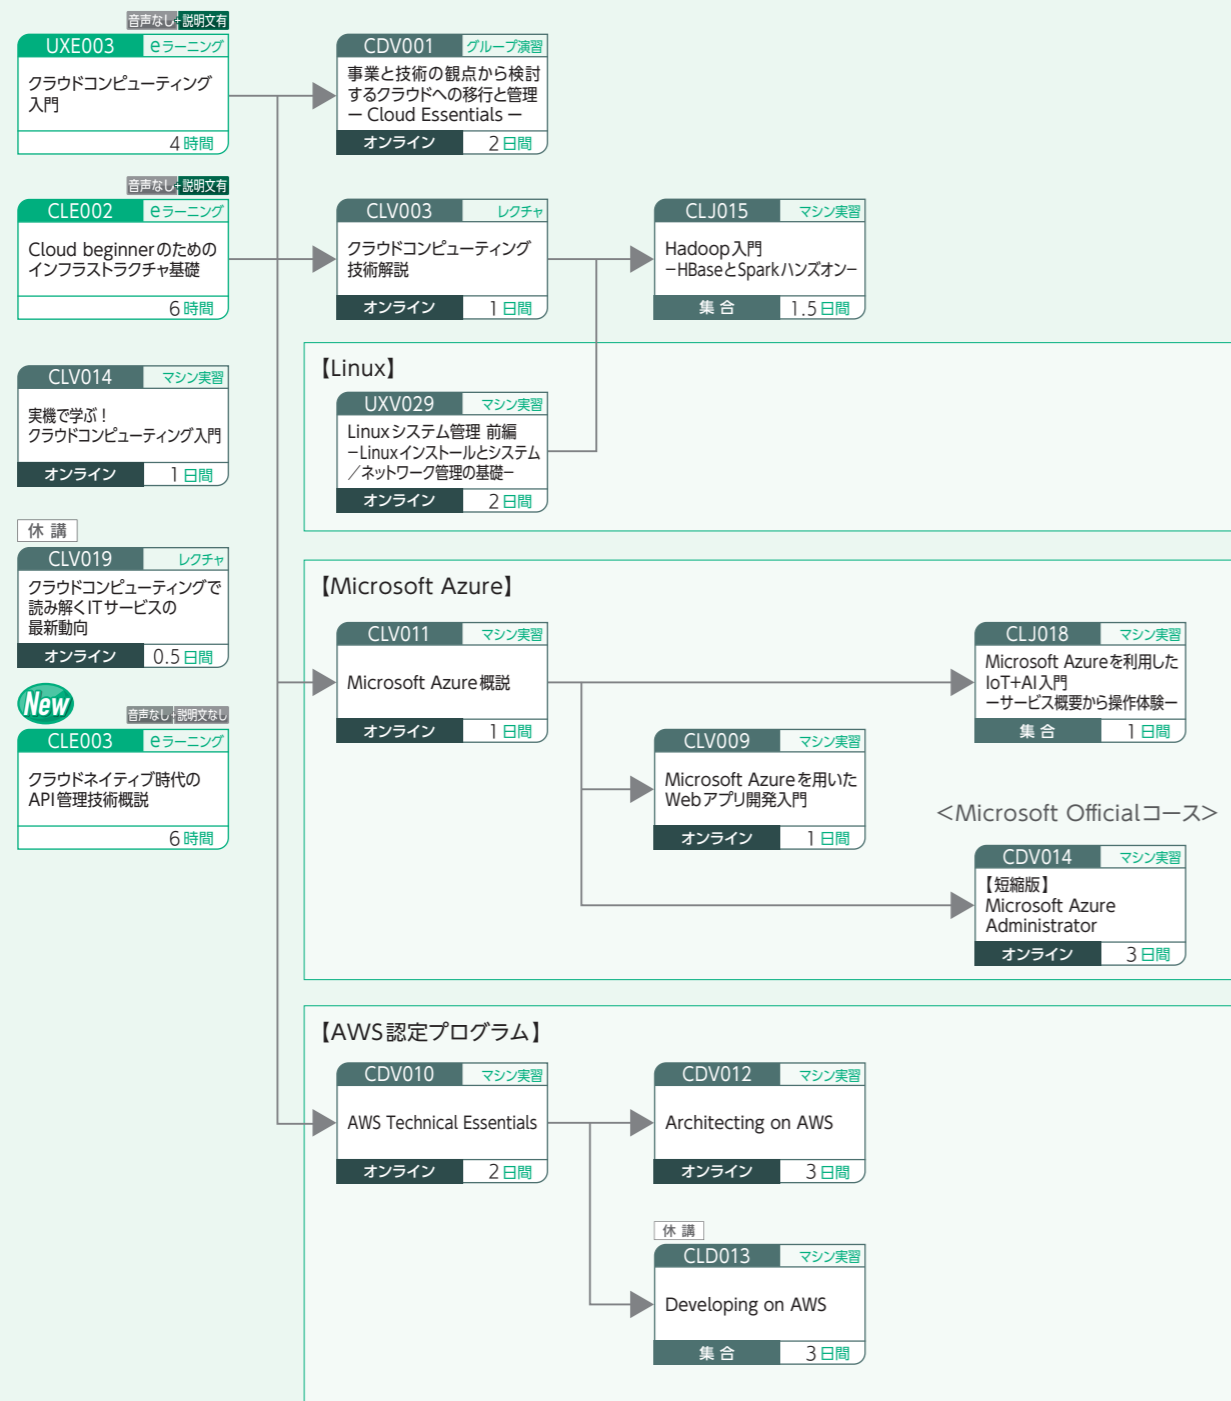 音声なし+説明文有
UXE003 eラーニング
クラウドコンピューティング
入門
4時間
CDV001 グループ演習
事業と技術の観点から検討
するクラウドへの移行と管理
ー Cloud Essentials ー
オンライン 2日間
音声なし+説明文有
CLE002 eラーニング
Cloud beginnerのための
インフラストラクチャ基礎
6時間
CLV003 レクチャ
クラウドコンピューティング
技術解説
オンライン 1日間
CLJ015 マシン実習
Hadoop入門
−HBaseとSparkハンズオン−
集合 1.5日間
CLV014 マシン実習
実機で学ぶ！
クラウドコンピューティング入門
オンライン 1日間
【Linux】
UXV029 マシン実習
Linuxシステム管理 前編
−Linuxインストールとシステム
／ネットワーク管理の基礎−
オンライン 2日間
休講
CLV019 レクチャ
クラウドコンピューティングで
読み解くITサービスの
最新動向
オンライン 0.5日間
New
音声なし+説明文なし
CLE003 eラーニング
クラウドネイティブ時代の
API管理技術概説
6時間
【Microsoft Azure】
CLV011 マシン実習
Microsoft Azure概説
オンライン 1日間
CLJ018 マシン実習
Microsoft Azureを利用した
IoT+AI入門
ーサービス概要から操作体験ー
集合 1日間
CLV009 マシン実習
Microsoft Azureを用いた
Webアプリ開発入門
オンライン 1日間
＜Microsoft Officialコース＞
CDV014 マシン実習
【短縮版】
Microsoft Azure
Administrator
オンライン 3日間
【AWS認定プログラム】
CDV010 マシン実習
AWS Technical Essentials
オンライン 2日間
CDV012 マシン実習
Architecting on AWS
オンライン 3日間
休講
CLD013 マシン実習
Developing on AWS
集合 3日間